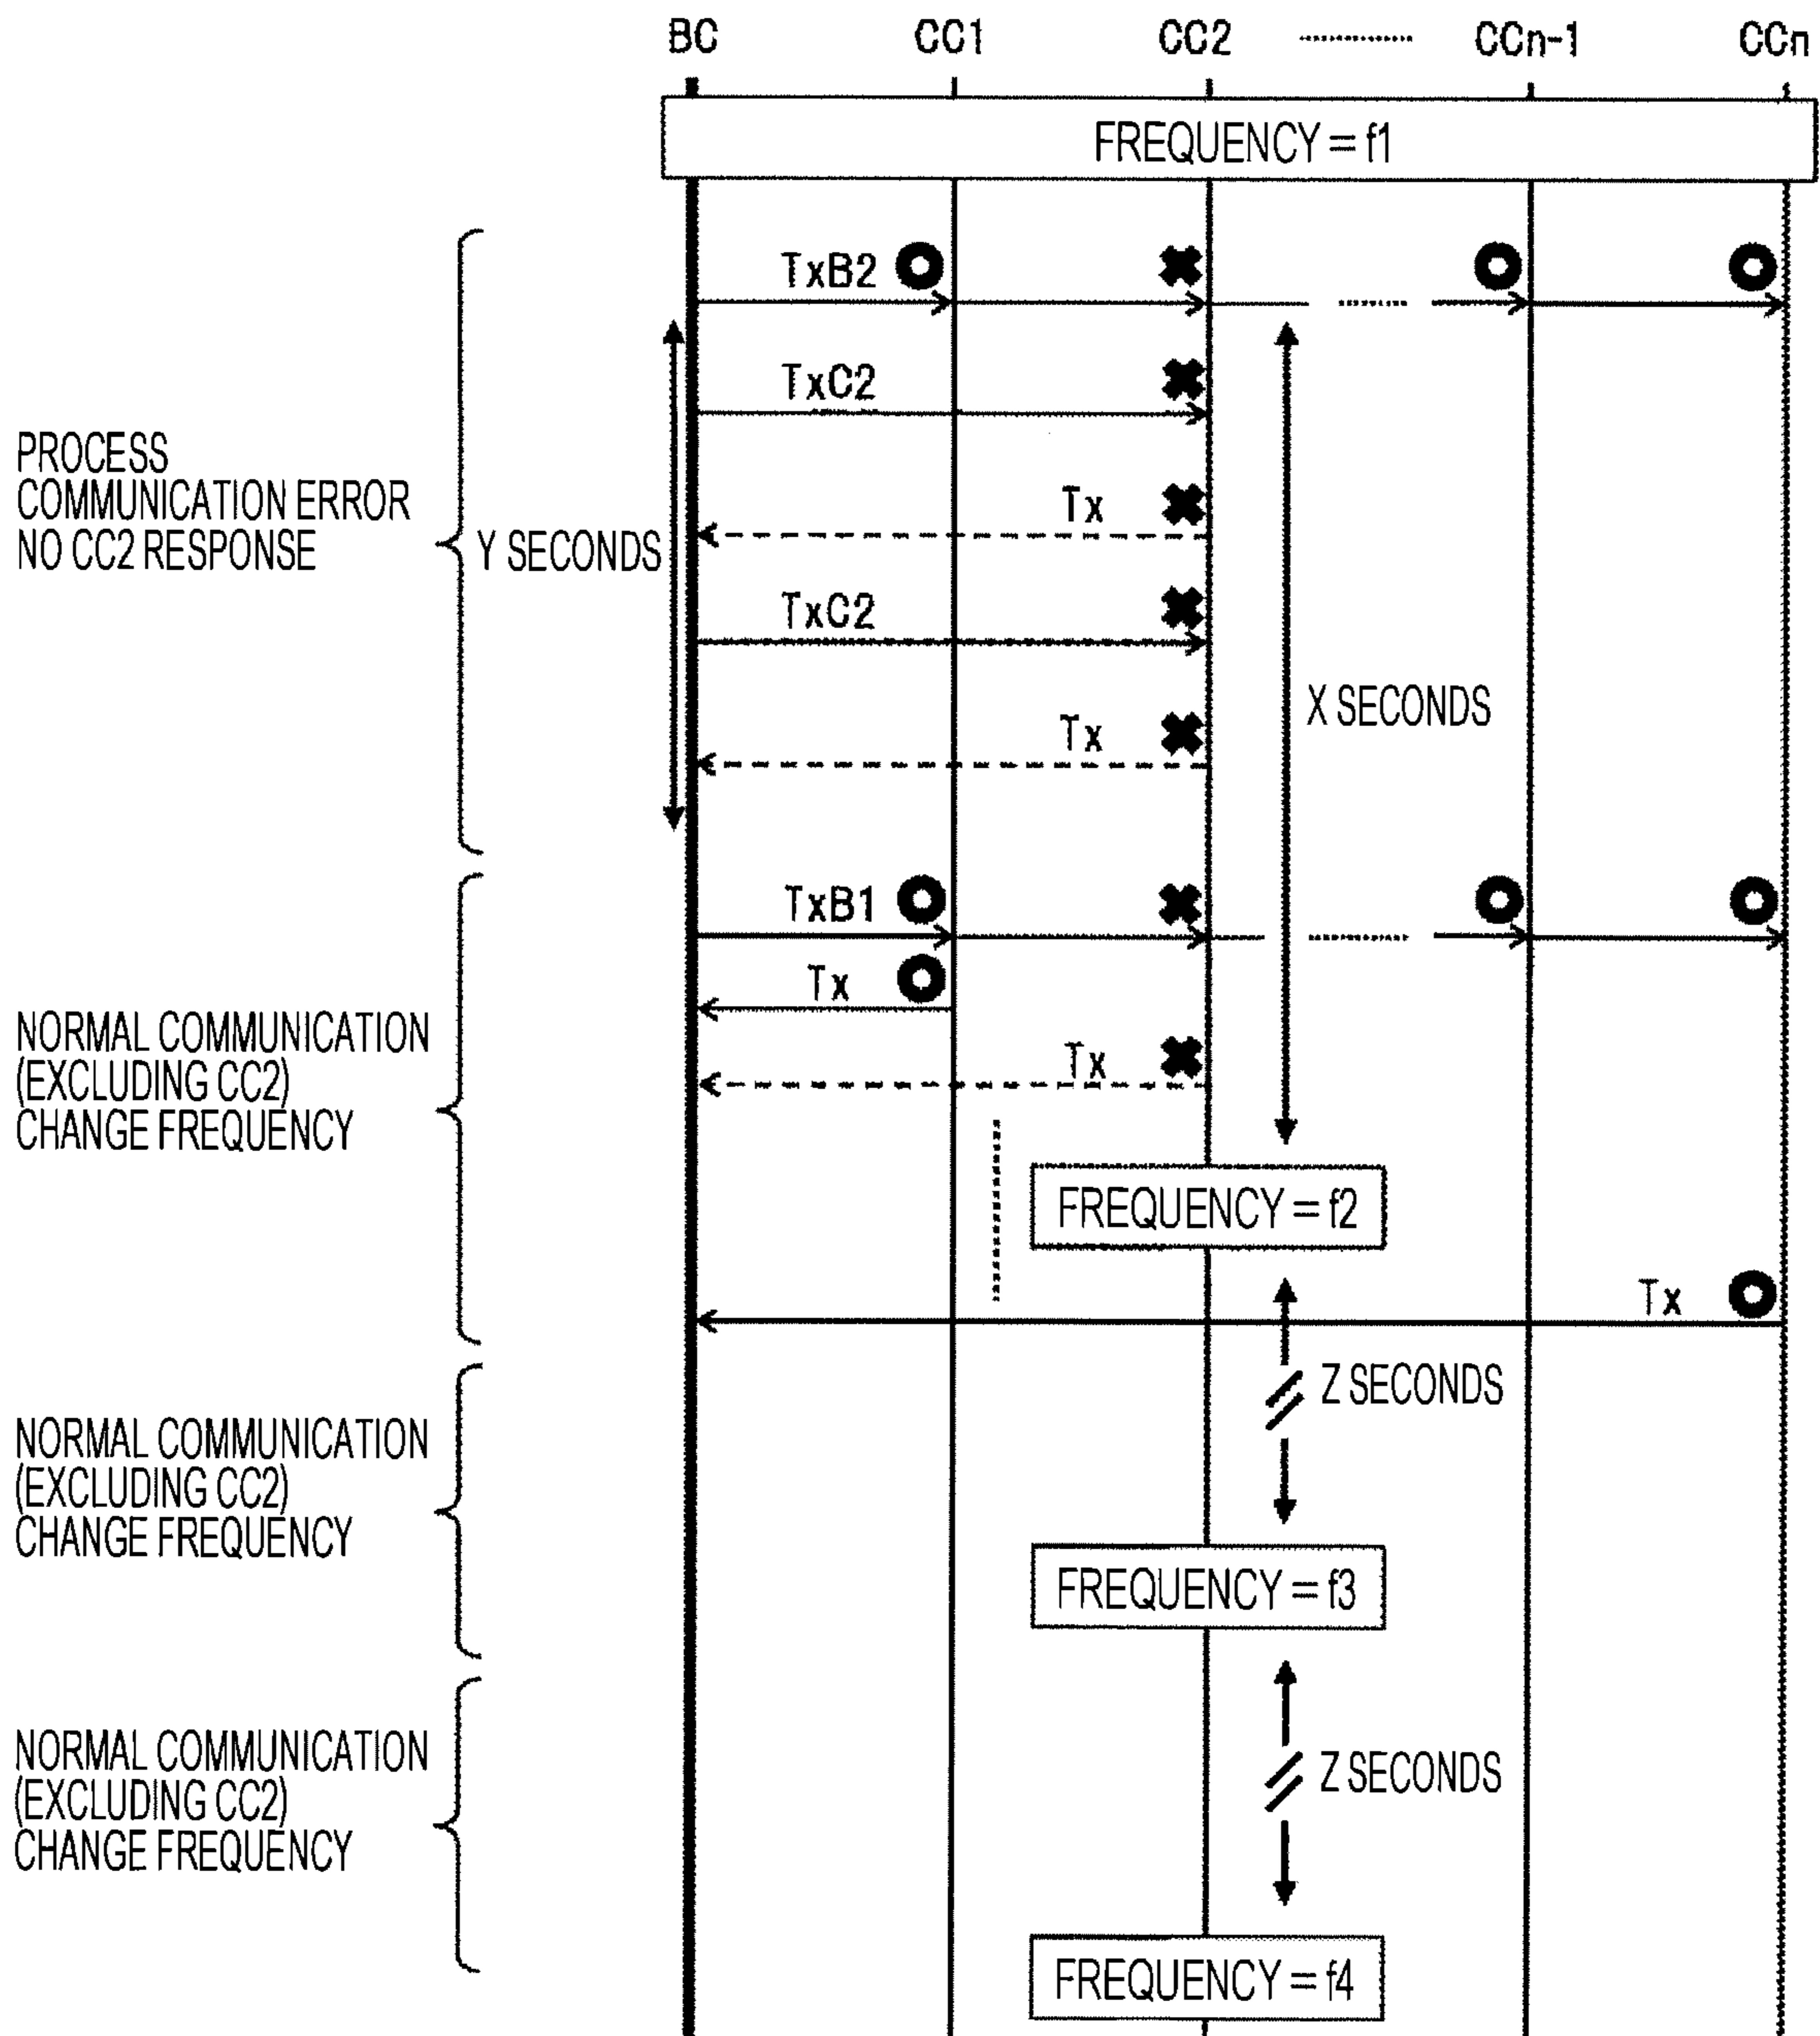 BC CC1 CC2 CCn-1 CCn
FREQUENCY = f1
TxB2
TxC2
PROCESS
COMMUNICATION ERROR
NO CC2 RESPONSE
Y SECONDS
Tx
TxC2
X SECONDS
Tx
TxB1
Tx
NORMAL COMMUNICATION
(EXCLUDING CC2)
CHANGE FREQUENCY
Tx
FREQUENCY = f2
Tx
Z SECONDS
NORMAL COMMUNICATION
(EXCLUDING CC2)
CHANGE FREQUENCY
FREQUENCY = f3
NORMAL COMMUNICATION
(EXCLUDING CC2)
CHANGE FREQUENCY
Z SECONDS
FREQUENCY = f4